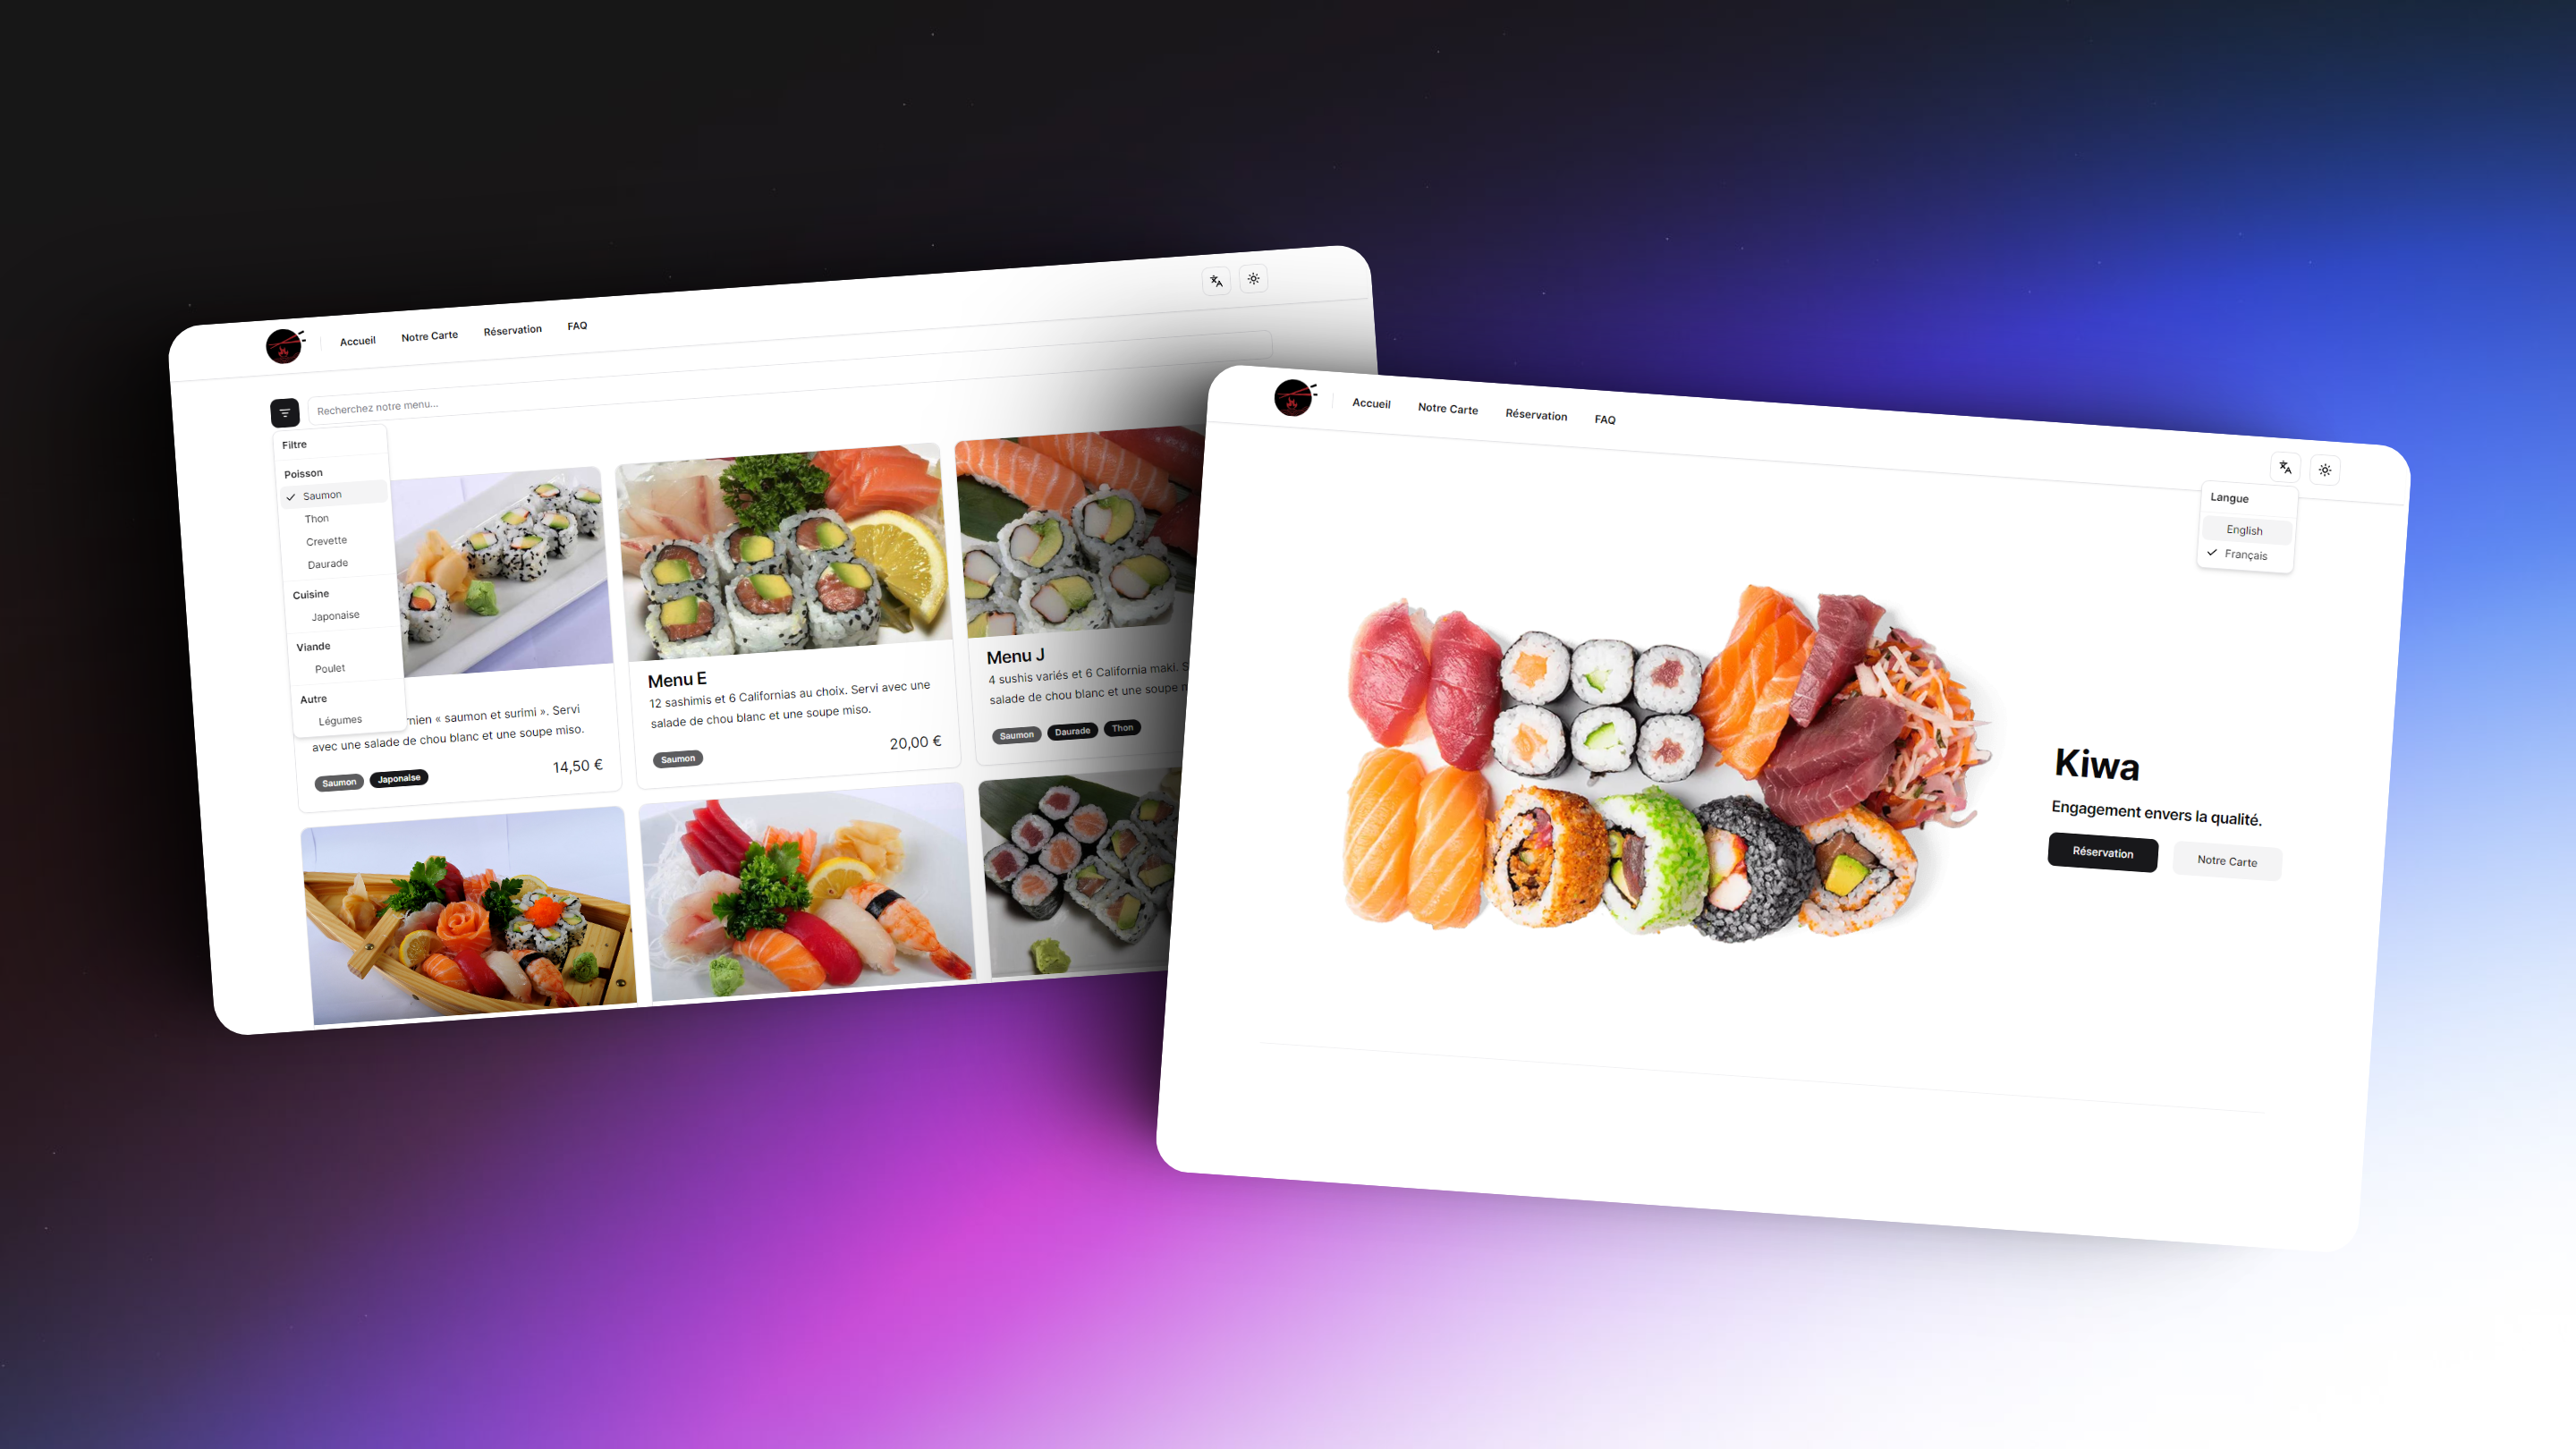 Accueil
Notre Carte
Réservation
FAQ
Recherchez notre menu...
Filtre
Poisson
Saumon
Thon
Crevette
Daurade
Cuisine
Japonaise
Viande
Poulet
Autre
Légumes
« saumon et surimi ». Servi
avec une salade de chou blanc et une soupe miso.
Saumon
Japonaise
14,50 €
Menu E
12 sashimis et 6 Californias au choix. Servi avec une
salade de chou blanc et une soupe miso.
Saumon
20,00 €
Menu J
4 sushis variés et 6 California maki.
salade de chou blanc et une soupe
Saumon
Daurade
Thon
Accueil
Notre Carte
Réservation
FAQ
Langue
English
Français
Kiwa
Engagement envers la qualité.
Réservation
Notre Carte